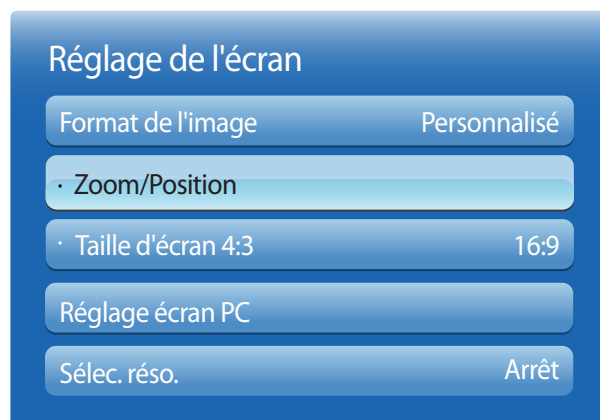 Réglage de l'écran
Format de l'image Personnalisé
· Zoom/Position
· Taille d'écran 4:3 16:9
Réglage écran PC
Sélec. réso. Arrêt